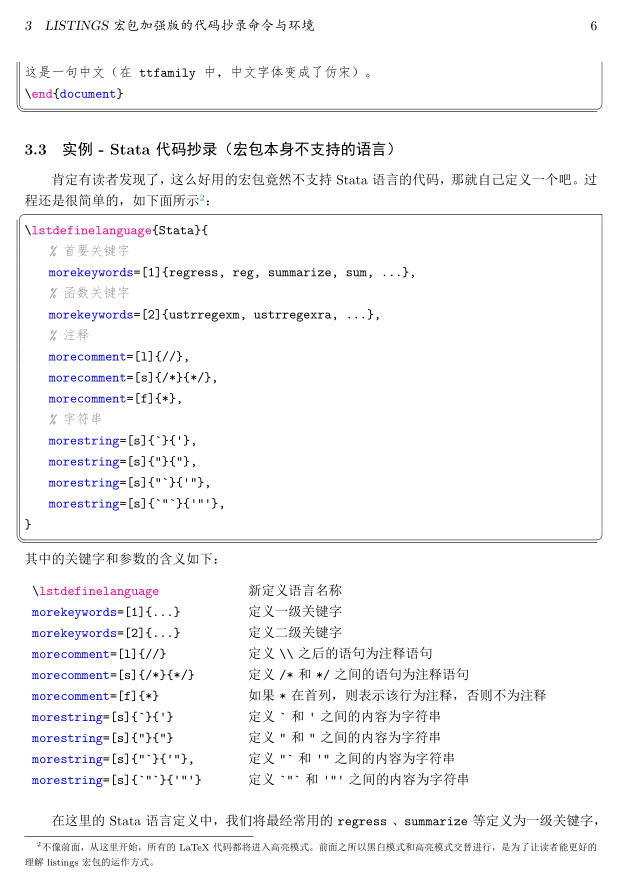 3 LISTINGS 宏包加强版的代码抄录命令与环境 6
这是一句中文（在 ttfamily 中，中文字体变成了仿宋）。
\end{document}
3.3 实例 - Stata 代码抄录（宏包本身不支持的语言）
肯定有读者发现了，这么好用的宏包竟然不支持 Stata 语言的代码，那就自己定义一个吧。过
程还是很简单的，如下面所示2：
\lstdefinelanguage{Stata}{
% 首要关键字
morekeywords=[1]{regress, reg, summarize, sum, ...},
% 函数关键字
morekeywords=[2]{ustrregexm, ustrregexra, ...},
% 注释
morecomment=[l]{//},
morecomment=[s]{/*}{*/},
morecomment=[f]{*},
% 字符串
morestring=[s]{`}{'},
morestring=[s]{"}{"},
morestring=[s]{"`}{'"},
morestring=[s]{`"`}{'"'},
}
其中的关键字和参数的含义如下：
\lstdefinelanguage 新定义语言名称
morekeywords=[1]{...} 定义一级关键字
morekeywords=[2]{...} 定义二级关键字
morecomment=[l]{//} 定义 \\ 之后的语句为注释语句
morecomment=[s]{/*}{*/} 定义 /* 和 */ 之间的语句为注释语句
morecomment=[f]{*} 如果 * 在首列，则表示该行为注释，否则不为注释
morestring=[s]{`}{'} 定义 ` 和 ' 之间的内容为字符串
morestring=[s]{"}{"} 定义 " 和 " 之间的内容为字符串
morestring=[s]{"`}{'"}, 定义 "` 和 '" 之间的内容为字符串
morestring=[s]{`"`}{'"'} 定义 `"` 和 '"' 之间的内容为字符串
在这里的 Stata 语言定义中，我们将最经常用的 regress 、summarize 等定义为一级关键字，
2不像前面，从这里开始，所有的 LaTeX 代码都将进入高亮模式。前面之所以黑白模式和高亮模式交替进行，是为了让读者能更好的
理解 listings 宏包的运作方式。